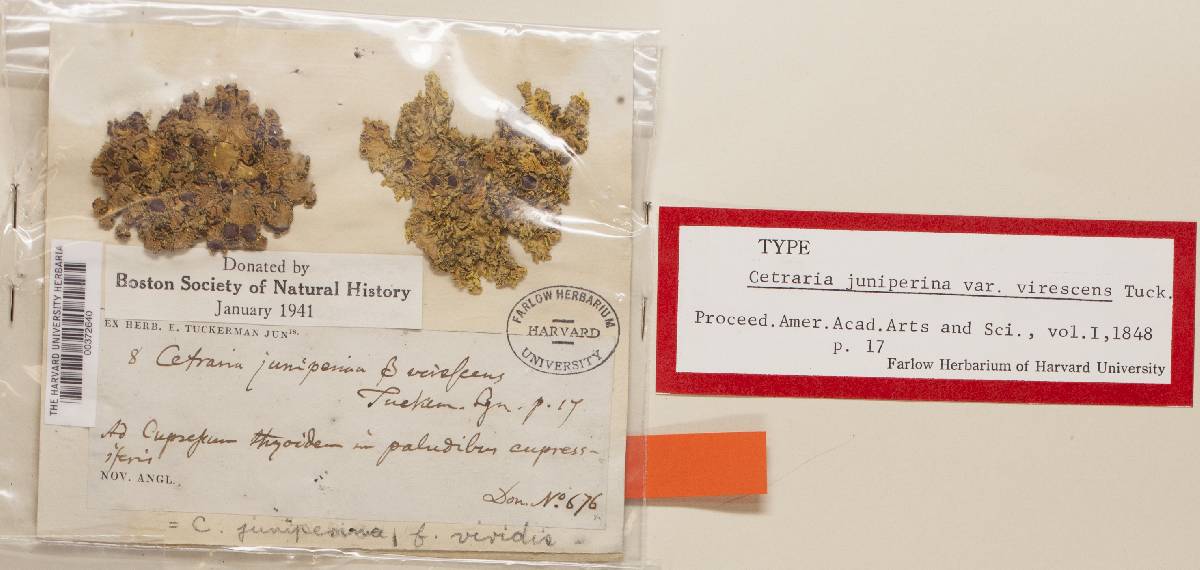 THE HARVARD UNIVERSITY HERBARIA
00372640
Donated by
Boston Society of Natural History
January 1941
EX HERB. E. TUCKERMAN JUNIS.
8 Cetraria juniperina β virescens
Tuckm. Syn. p. 17
Ad Cupressum thyoidem in paludibus cupress-
iferis
NOV. ANGL.
Don. No. 676
= C. juniperina, f. viridis
FARLOW HERBARIUM
HARVARD
UNIVERSITY
TYPE
Cetraria juniperina var. virescens Tuck.
Proceed.Amer.Acad.Arts and Sci., vol.I,1848
p. 17
Farlow Herbarium of Harvard University